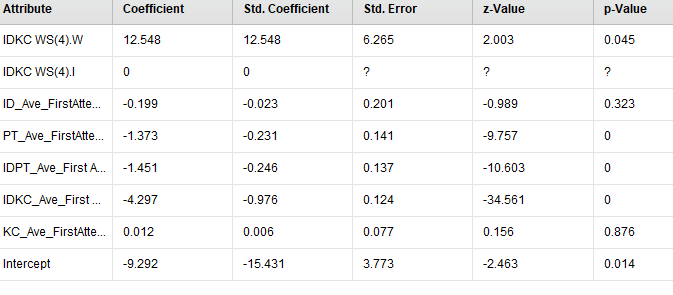 Attribute Coefficient Std. Coefficient Std. Error z-Value p-Value
IDKC WS(4).W 12.548 12.548 6.265 2.003 0.045
IDKC WS(4).I 0 0 ? ? ?
ID_Ave_FirstAtte... -0.199 -0.023 0.201 -0.989 0.323
PT_Ave_FirstAtte... -1.373 -0.231 0.141 -9.757 0
IDPT_Ave_First A... -1.451 -0.246 0.137 -10.603 0
IDKC_Ave_First ... -4.297 -0.976 0.124 -34.561 0
KC_Ave_FirstAtte... 0.012 0.006 0.077 0.156 0.876
Intercept -9.292 -15.431 3.773 -2.463 0.014